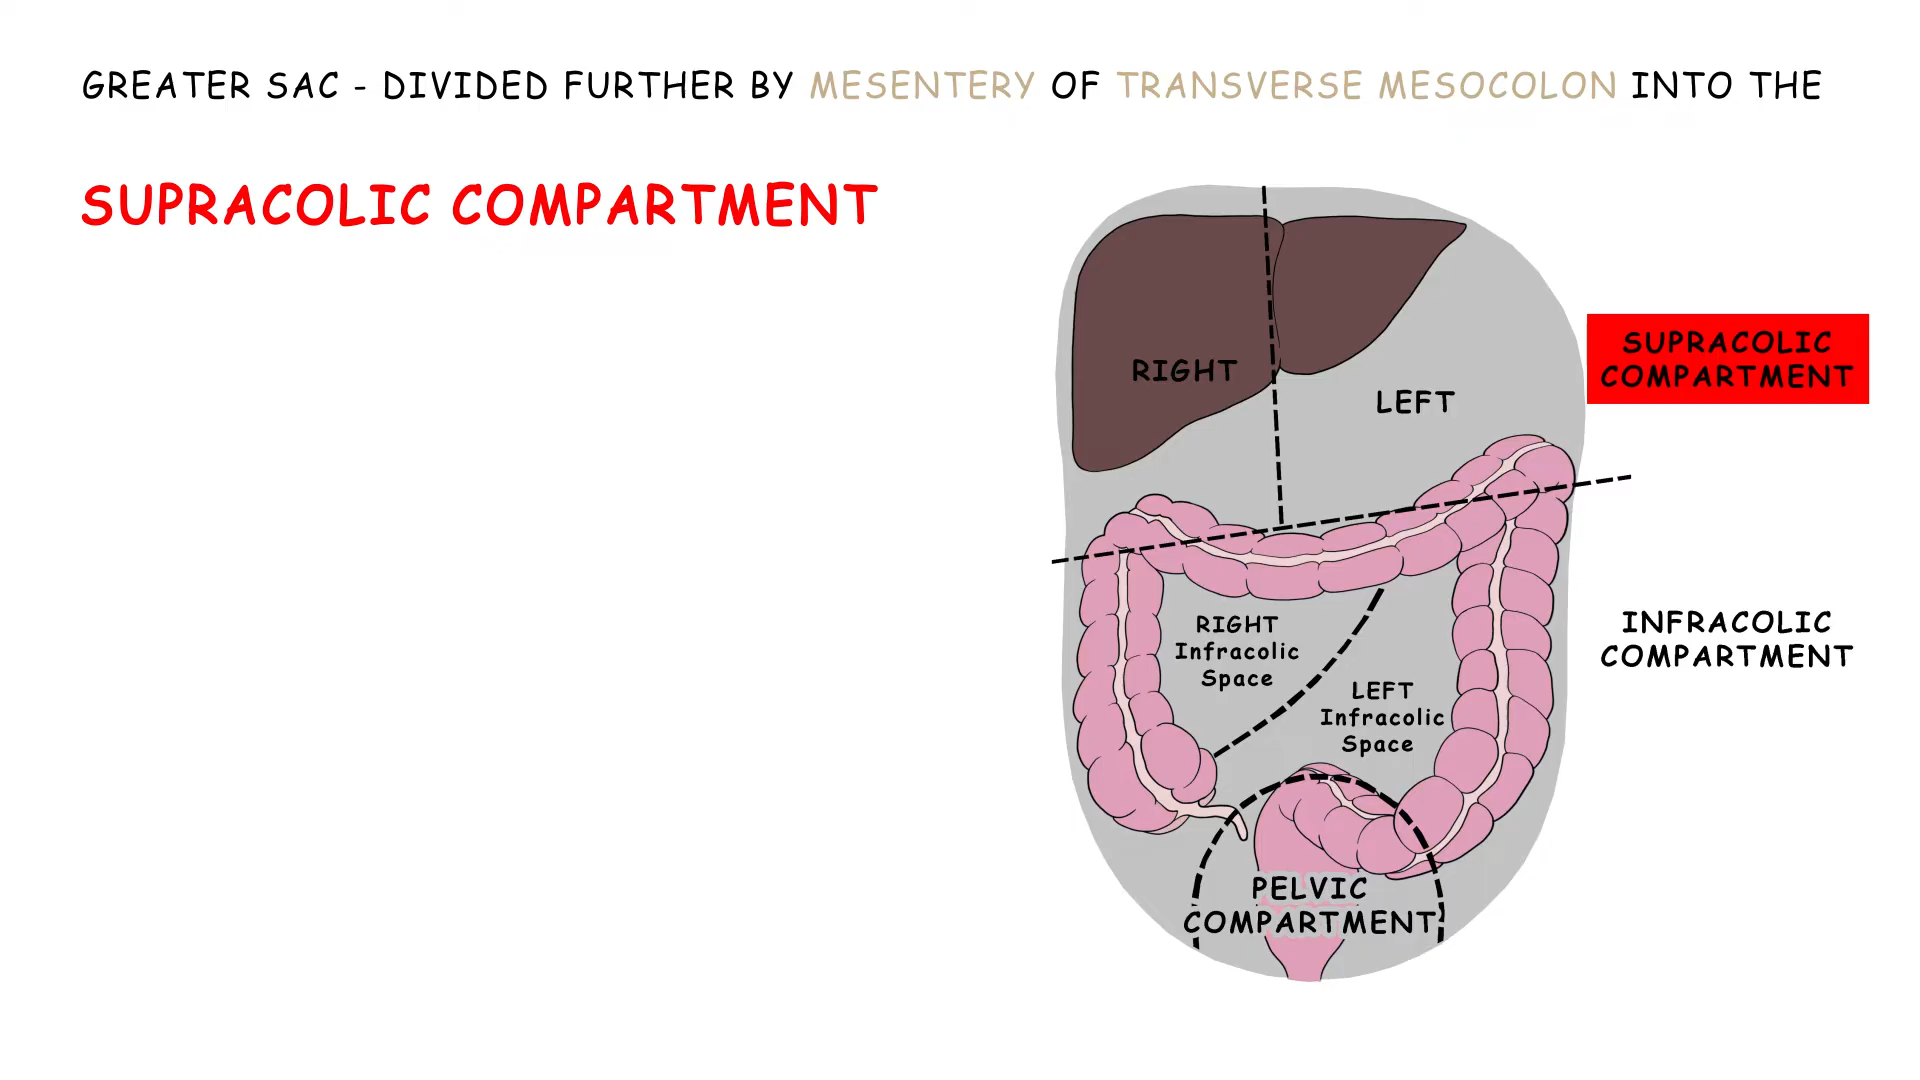 GREATER SAC - DIVIDED FURTHER BY MESENTERY OF TRANSVERSE MESOCOLON INTO THE
SUPRACOLIC COMPARTMENT
SUPRACOLIC
COMPARTMENT
RIGHT
LEFT
INFRACOLIC
COMPARTMENT
RIGHT
Infracolic
Space
LEFT
Infracolic
Space
PELVIC
COMPARTMENT